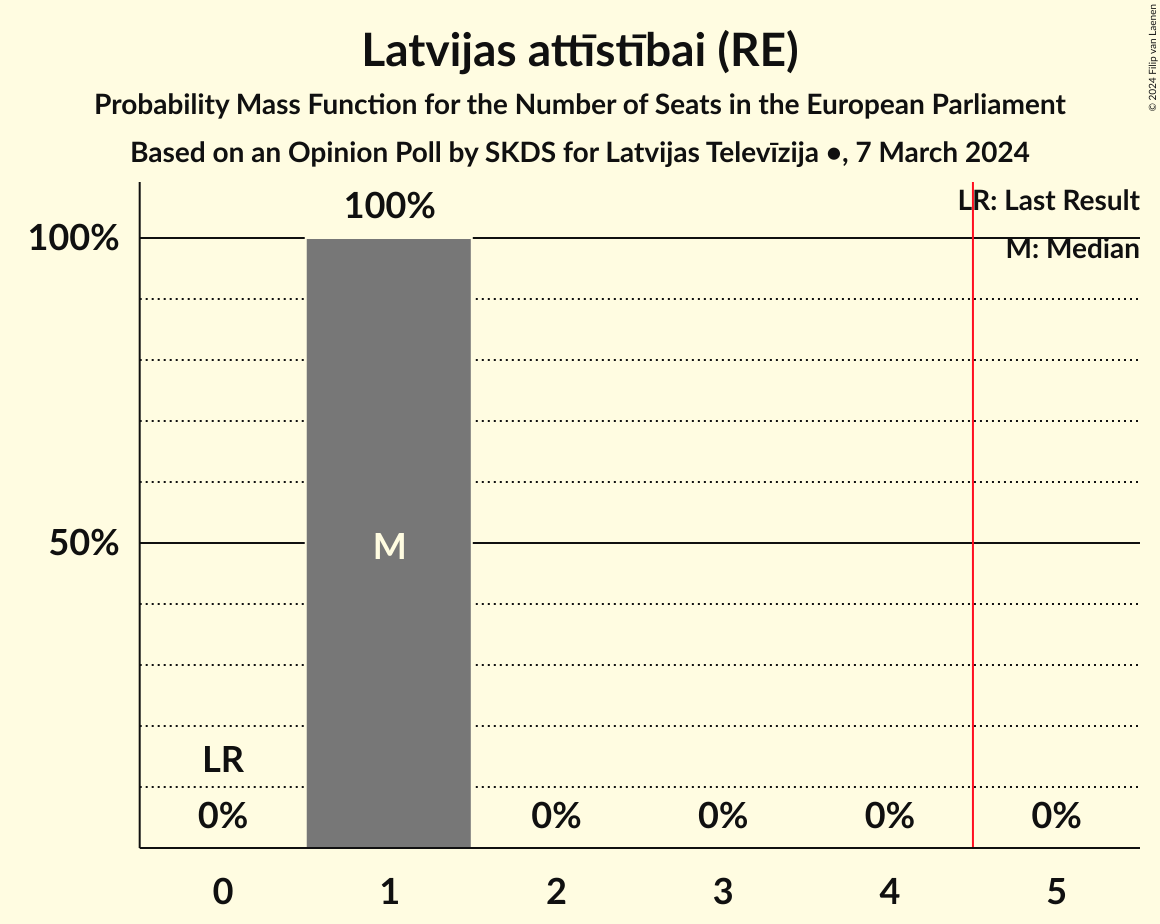 Latvijas attīstībai (RE)
Probability Mass Function for the Number of Seats in the European Parliament
Based on an Opinion Poll by SKDS for Latvijas Televīzija •, 7 March 2024
© 2024 Filip van Laenen
LR: Last Result
M: Median
100%
100%
50%
M
LR
0%
0%
0%
0%
0%
0
1
2
3
4
5